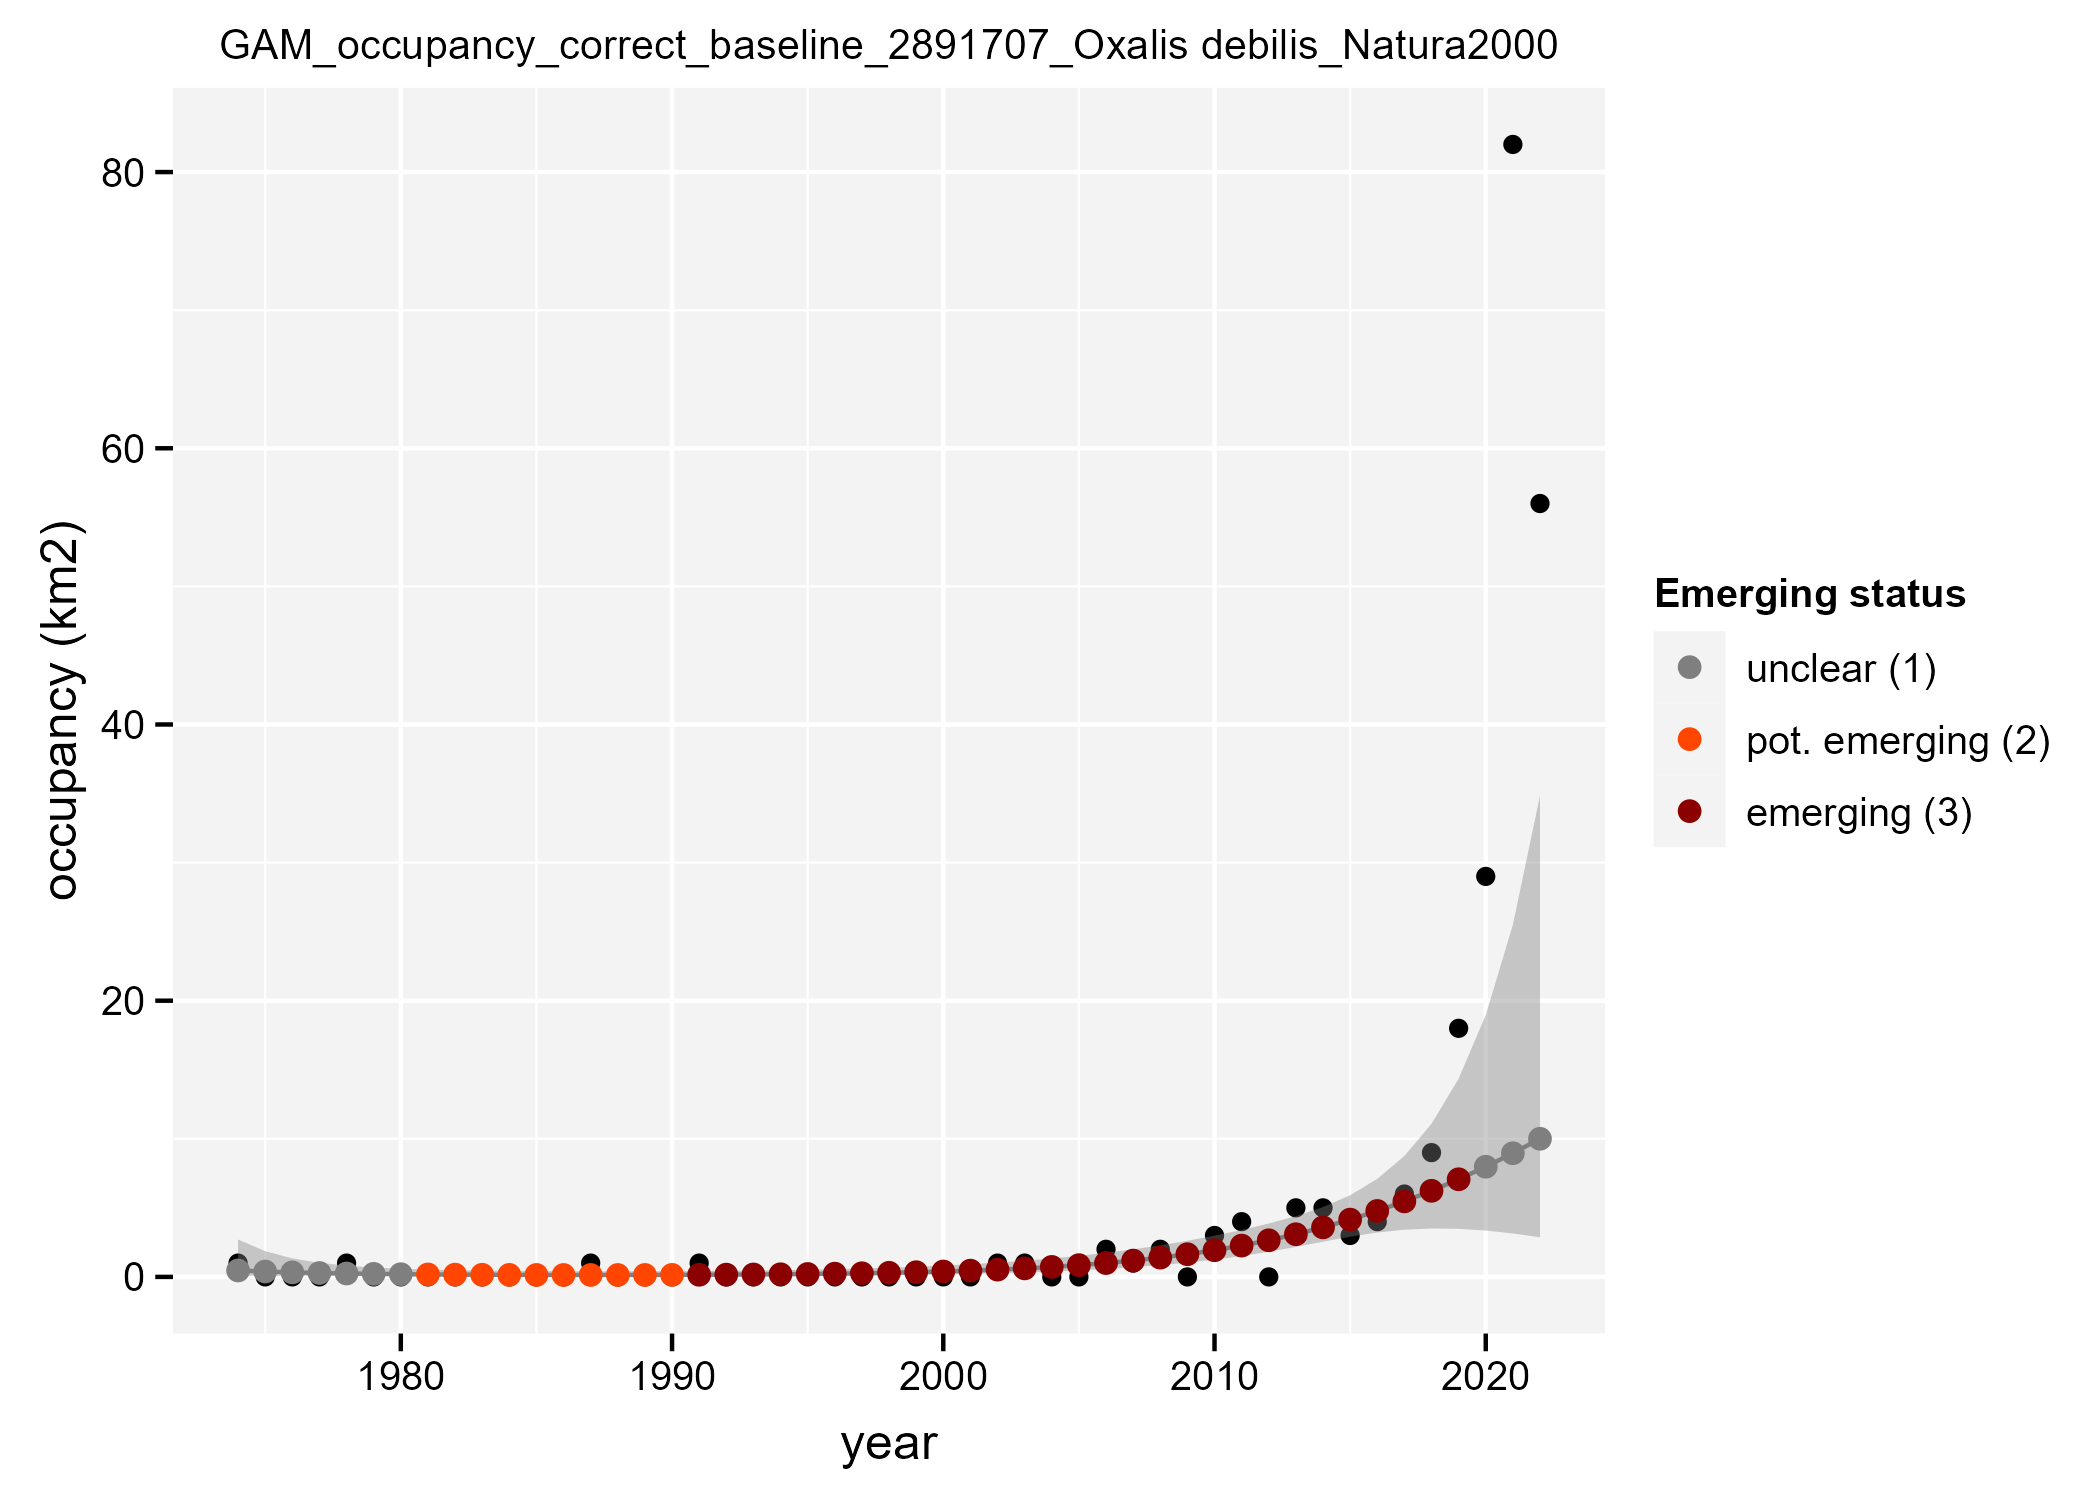 GAM_occupancy_correct_baseline_2891707_Oxalis debilis_Natura2000
occupancy (km2)
80
60
40
20
0
1980
1990
2000
2010
2020
year
Emerging status
unclear (1)
pot. emerging (2)
emerging (3)